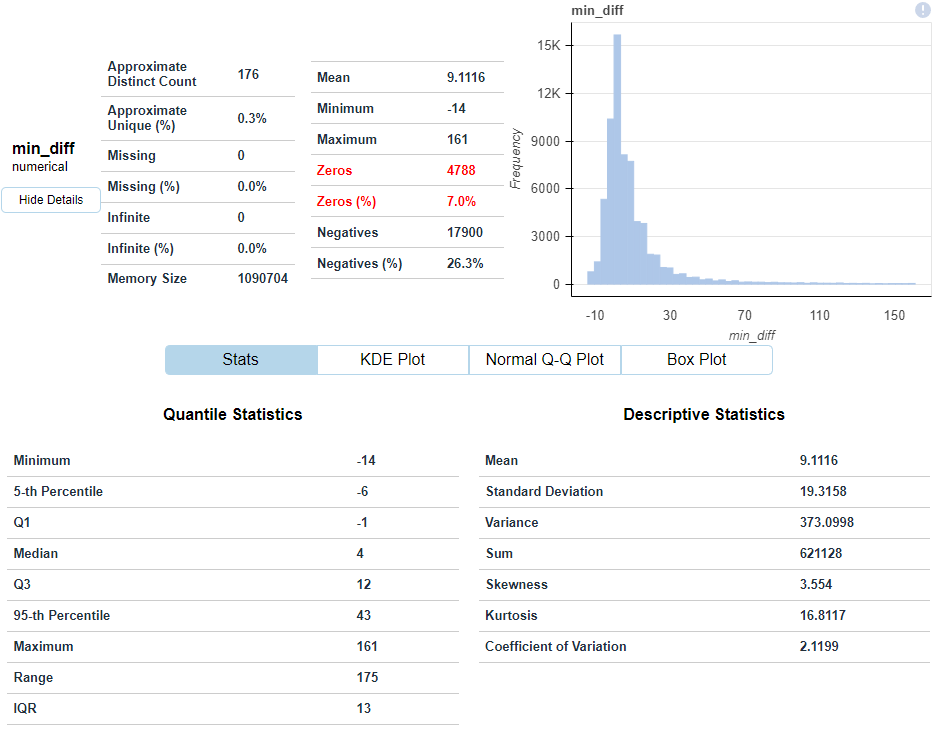 min_diff
numerical
Hide Details
Approximate
Distinct Count 176
Approximate
Unique (%) 0.3%
Missing 0
Missing (%) 0.0%
Infinite 0
Infinite (%) 0.0%
Memory Size 1090704
Mean 9.1116
Minimum -14
Maximum 161
Zeros 4788
Zeros (%) 7.0%
Negatives 17900
Negatives (%) 26.3%
min_diff
!
Frequency
15K
12K
9000
6000
3000
0
-10 30 70 110 150
min_diff
Stats KDE Plot Normal Q-Q Plot Box Plot
Quantile Statistics
Minimum -14
5-th Percentile -6
Q1 -1
Median 4
Q3 12
95-th Percentile 43
Maximum 161
Range 175
IQR 13
Descriptive Statistics
Mean 9.1116
Standard Deviation 19.3158
Variance 373.0998
Sum 621128
Skewness 3.554
Kurtosis 16.8117
Coefficient of Variation 2.1199